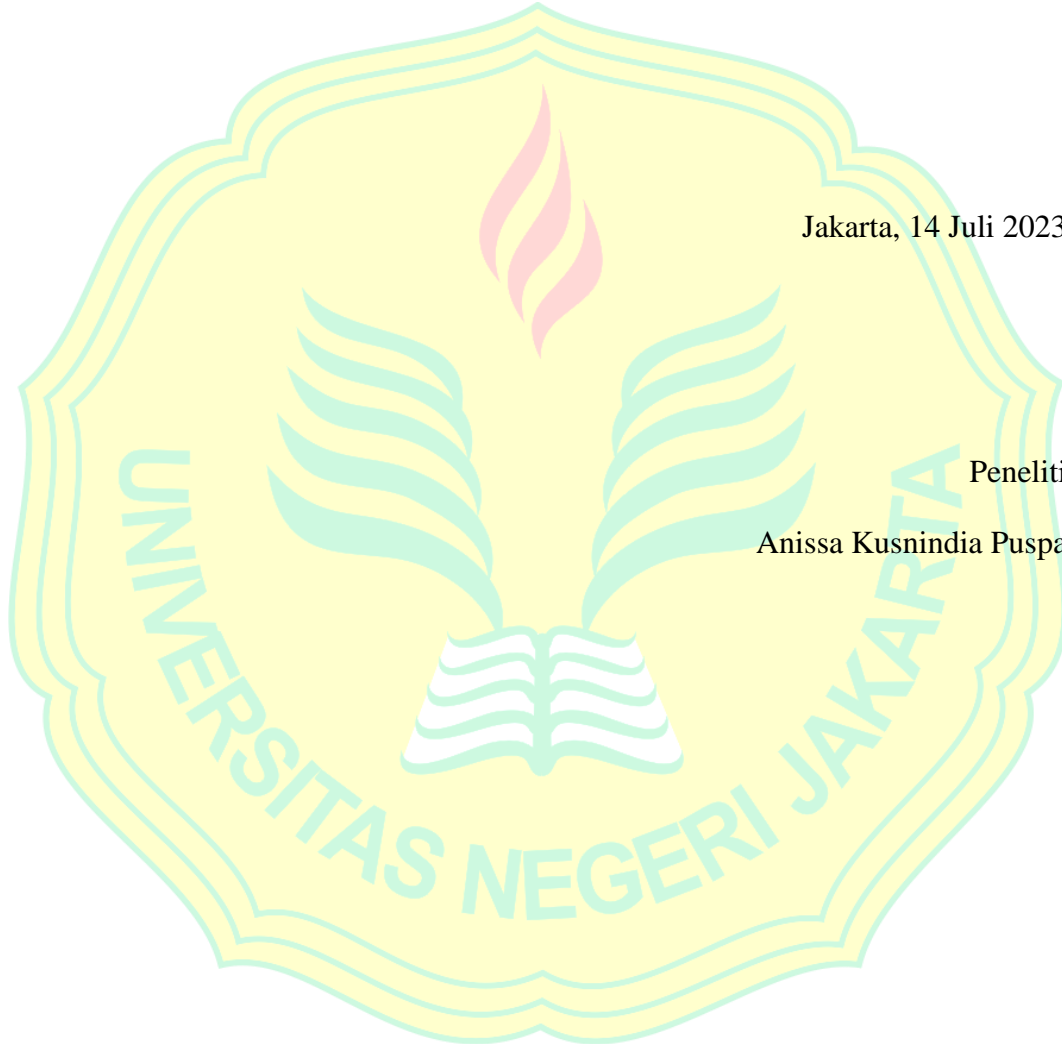 Jakarta, 14 Juli 2023
Peneliti
Anissa Kusnindia Puspa
UNIVERSITAS NEGERI JAKARTA